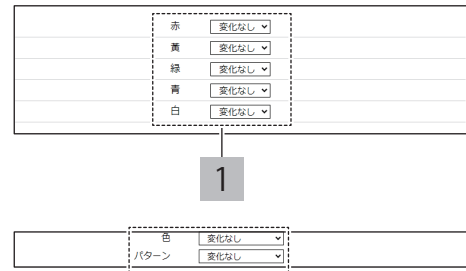 赤 変化なし
黃 変化なし
緑 変化なし
青 変化なし
白 変化なし
1
色 変化なし
パターン 変化なし